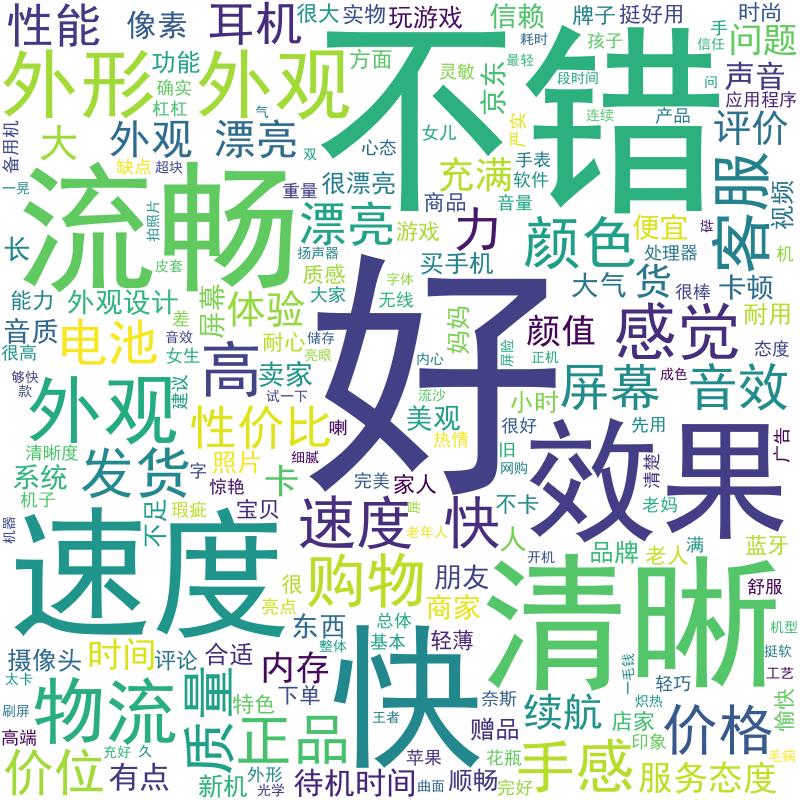 性能
像素
耳机
很大
实物
玩游戏
信赖
牌子
挺好用
手
时尚
外形
外观
功能
确实
杠杠
方面
不错
灵敏
耗时
京东
最轻
孩子
段时间
信任
问题
声音
问
应用程序
备用机
大
外观
漂亮
气
双
心态
女儿
严实
连续
产品
评价
缺点
超块
很漂亮
充满
手表
软件
客服
视频
一晃
流畅
重量
商品
音量
拍照片
漂亮
游戏
力
颜色
便宜
长
皮套
扬声器
质感
买手机
处理器
机
能力
外观设计
屏幕
体验
大家
字体
无线
妈妈
大气
货
很棒
卡顿
音质
电池
差
音效
耐心
储存
好
颜值
感觉
耐用
很高
女生
高
亮眼
内心
屏险
正机
态度
够快
款
建议
卖家
试一下
屏幕
成色
音效
外观
性价比
喇
美观
流沙
小时
先用
清晰度
热情
很好
效果
广告
系统
发货
字
照片
细腻
旧
网购
清楚
机子
惊艳
卡
完美
家人
不卡
老妈
机器
不足
瑕疵
宝贝
速度
快
老年人
人
满
蓝牙
速度
开机
品牌
老人
很
购物
朋友
清晰
舒服
亮点
商家
东西
总体
基本
轻薄
机型
摄像头
时间
评论
合适
整体
快
挺软
太卡
内存
一毛钱
工艺
物流
质量
特色
下单
奈斯
轻巧
炽热
愉快
刷屏
正品
王者
赠品
续航
店家
价格
高端
印象
价位
充好
久
苹果
花瓶
手感
毛病
有点
新机
外形
光学
待机时间
曲面
顺畅
完好
服务态度